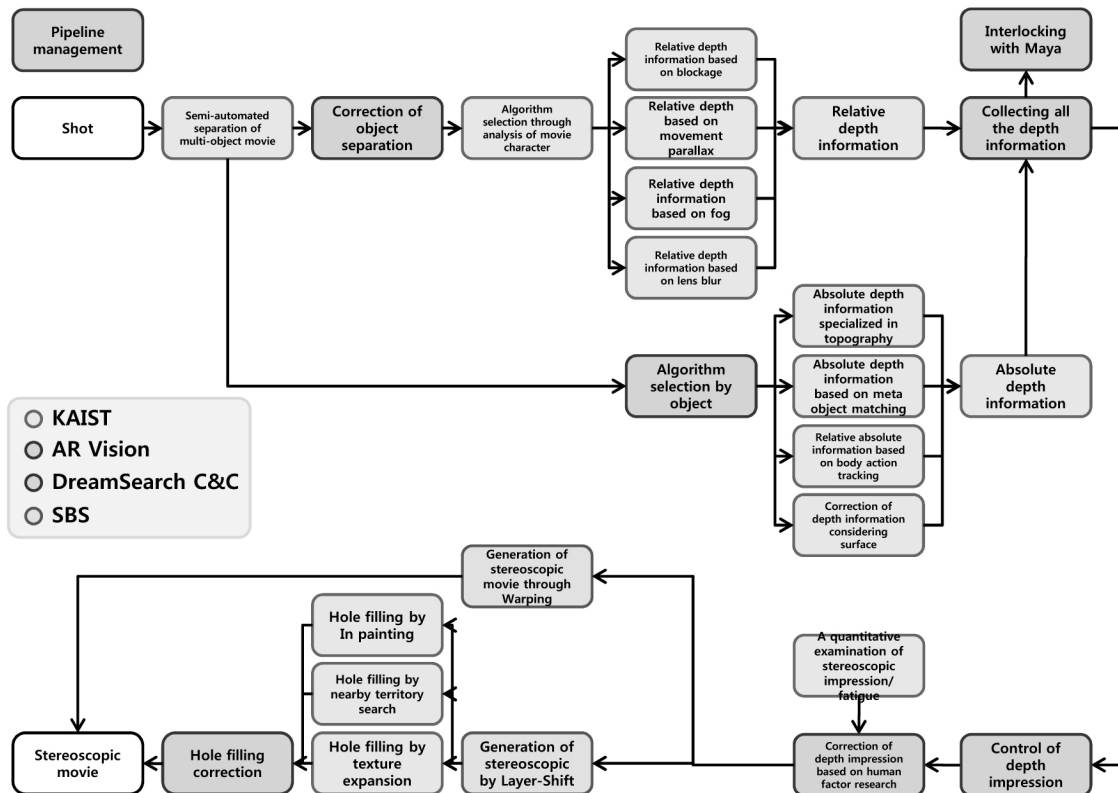 Pipeline
management
Interlocking
with Maya
Shot
Semi-automated
separation of
multi-object movie
Correction of
object
separation
Algorithm
selection through
analysis of movie
character
Relative depth
information based
on blockage
Relative depth
based on
movement
parallax
Relative depth
information
based on fog
Relative depth
information based
on lens blur
Relative
depth
information
Collecting all
the depth
information
Algorithm
selection by
object
Absolute depth
information
specialized in
topography
Absolute depth
information
based on meta
object matching
Relative absolute
information based
on body action
tracking
Correction of
depth information
considering
surface
Absolute
depth
information
KAIST
AR Vision
DreamSearch C&C
SBS
Generation of
stereoscopic
movie through
Warping
Hole filling by
In painting
Hole filling by
nearby territory
search
Hole filling by
texture
expansion
Generation of
stereoscopic
by Layer-Shift
Stereoscopic
movie
Hole filling
correction
A quantitative
examination of
stereoscopic
impression/
fatigue
Correction of
depth impression
based on human
factor research
Control of
depth
impression